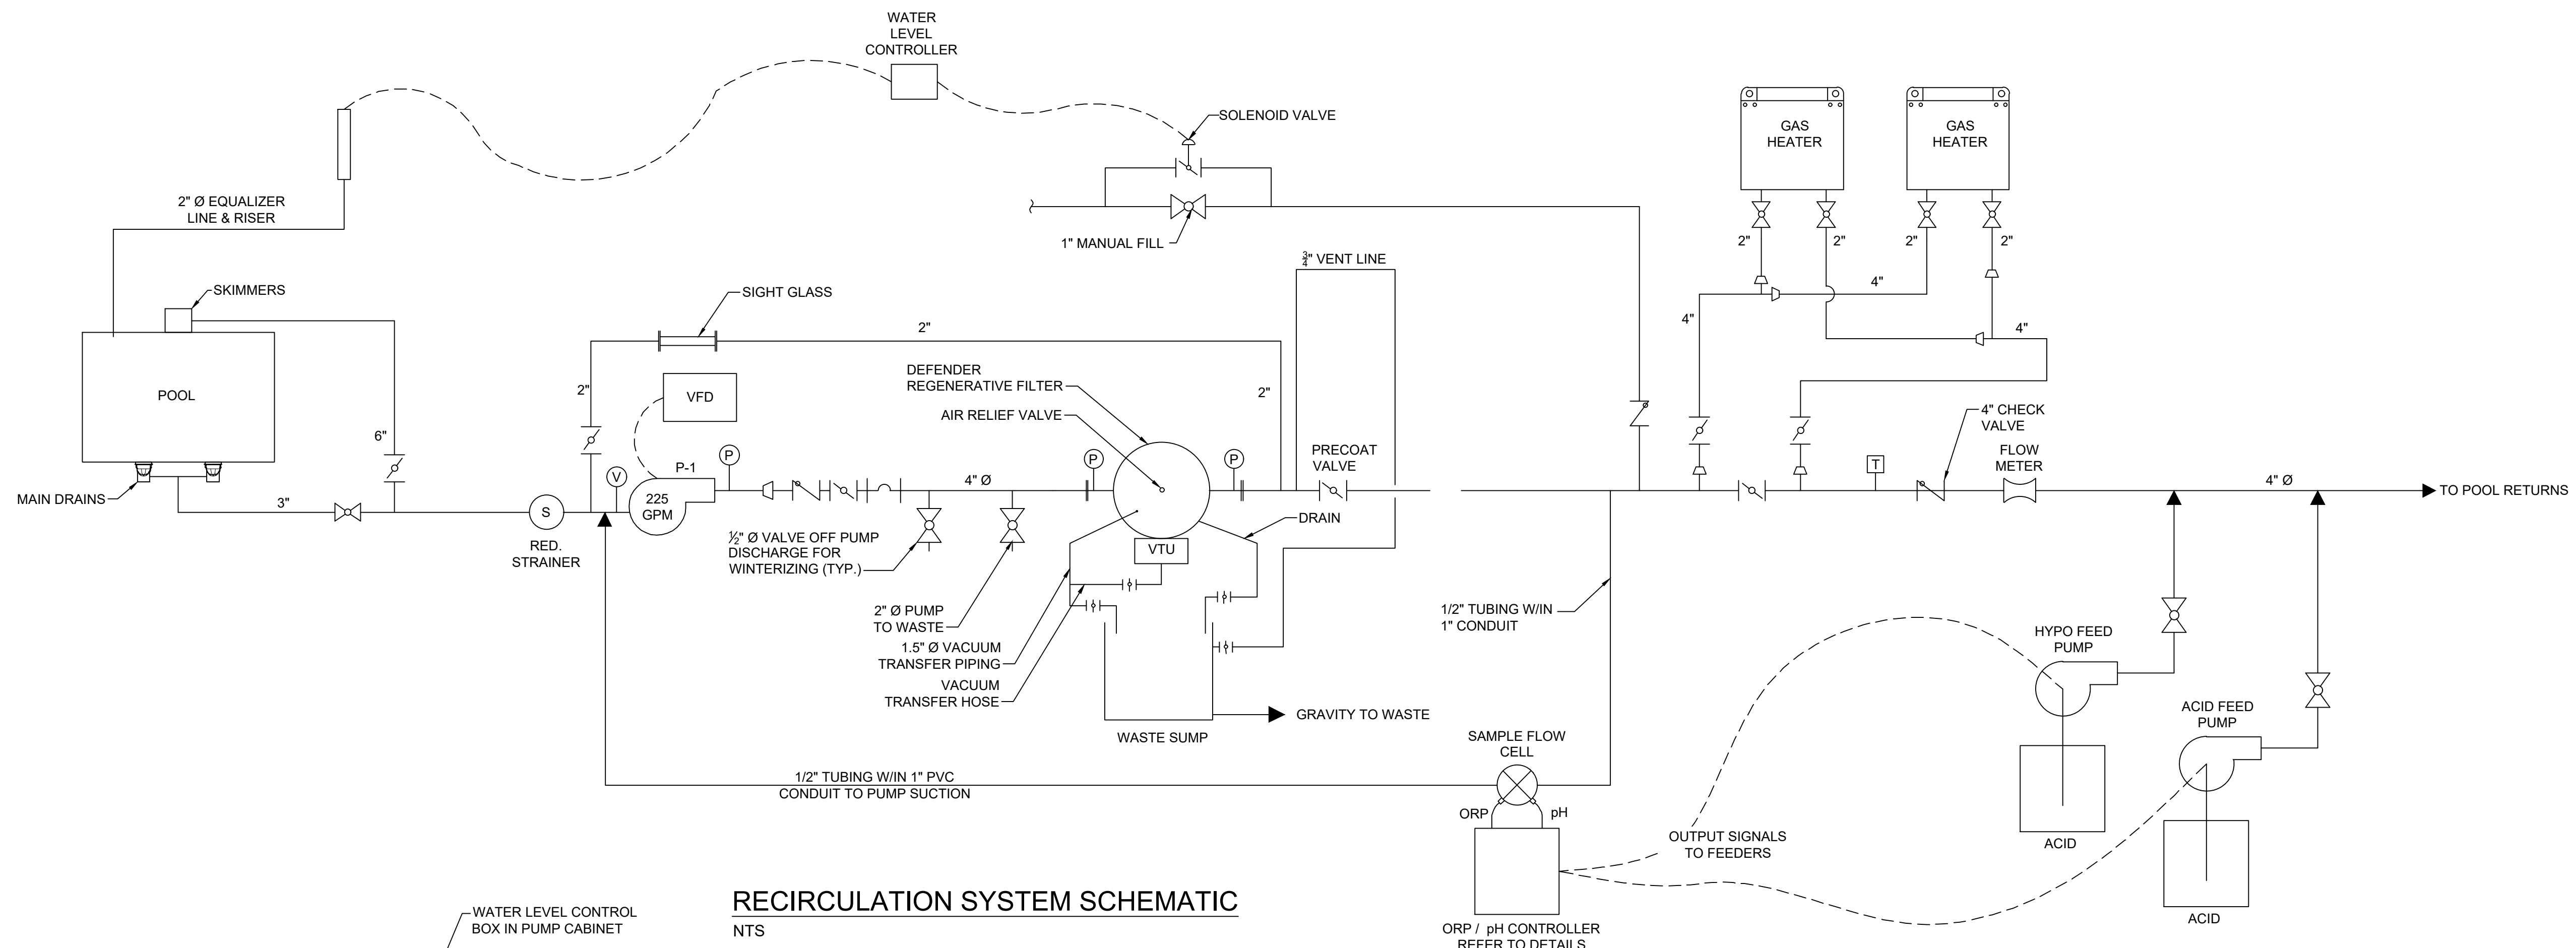 WATER
LEVEL
CONTROLLER
SOLENOID VALVE
GAS
HEATER
GAS
HEATER
2" Ø EQUALIZER
LINE & RISER
1" MANUAL FILL
2"
2"
2"
2"
3/4" VENT LINE
SKIMMERS
SIGHT GLASS
4"
4"
2"
4"
DEFENDER
REGENERATIVE FILTER
2"
VFD
POOL
2"
AIR RELIEF VALVE
4" CHECK
VALVE
6"
PRECOAT
VALVE
FLOW
METER
P
P
P
T
P-1
V
MAIN DRAINS
3"
225
GPM
4" Ø
4" Ø
TO POOL RETURNS
S
RED.
STRAINER
DRAIN
½" Ø VALVE OFF PUMP
DISCHARGE FOR
WINTERIZING (TYP.)
VTU
2" Ø PUMP
TO WASTE
1/2" TUBING W/IN
1" CONDUIT
HYPO FEED
PUMP
1.5" Ø VACUUM
TRANSFER PIPING
VACUUM
TRANSFER HOSE
GRAVITY TO WASTE
ACID FEED
PUMP
WASTE SUMP
SAMPLE FLOW
CELL
1/2" TUBING W/IN 1" PVC
CONDUIT TO PUMP SUCTION
ORP
pH
OUTPUT SIGNALS
TO FEEDERS
ACID
ACID
RECIRCULATION SYSTEM SCHEMATIC
NTS
WATER LEVEL CONTROL
BOX IN PUMP CABINET
ORP / pH CONTROLLER
REFER TO DETAILS